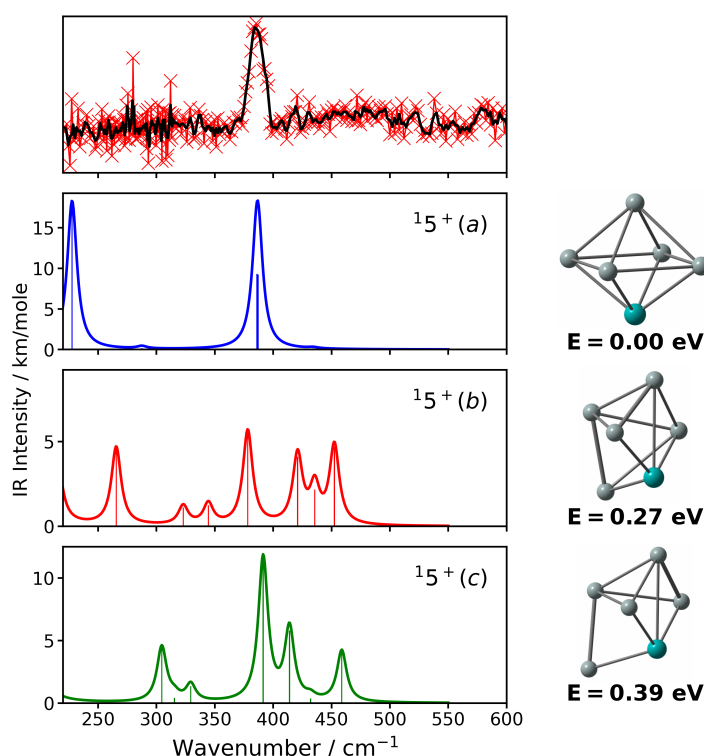 ¹5⁺(a)
15
10
5
0
E = 0.00 eV
IR Intensity / km/mole
¹5⁺(b)
5
0
E = 0.27 eV
¹5⁺(c)
10
5
0
E = 0.39 eV
250 300 350 400 450 500 550 600
Wavenumber / cm⁻¹